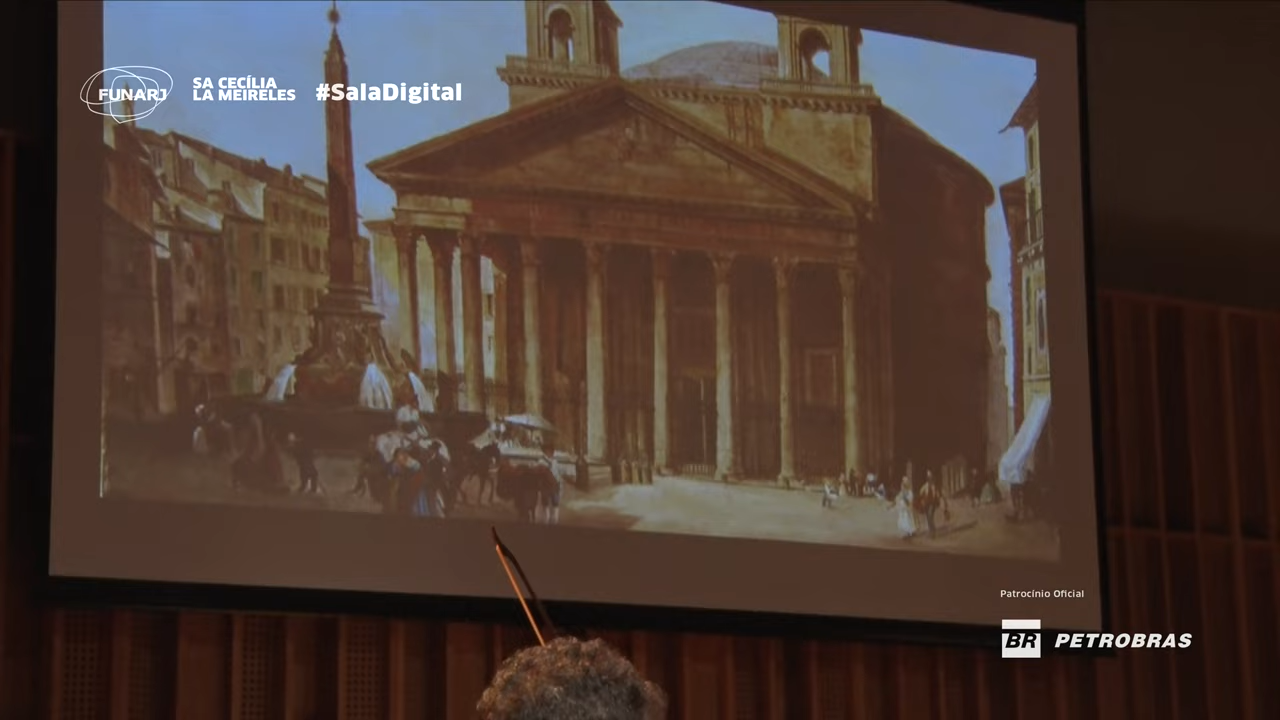 FUNARJ
SA CECÍLIA
LA MEIRELES
#SalaDigital
Patrocínio Oficial
BR PETROBRAS